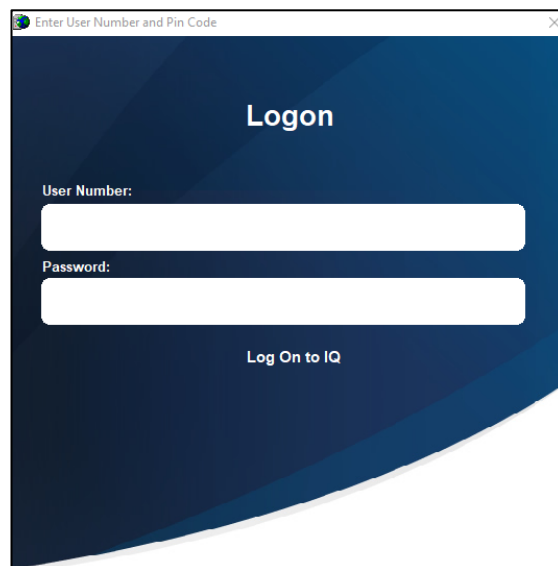 Enter User Number and Pin Code
Logon
User Number:
Password:
Log On to IQ